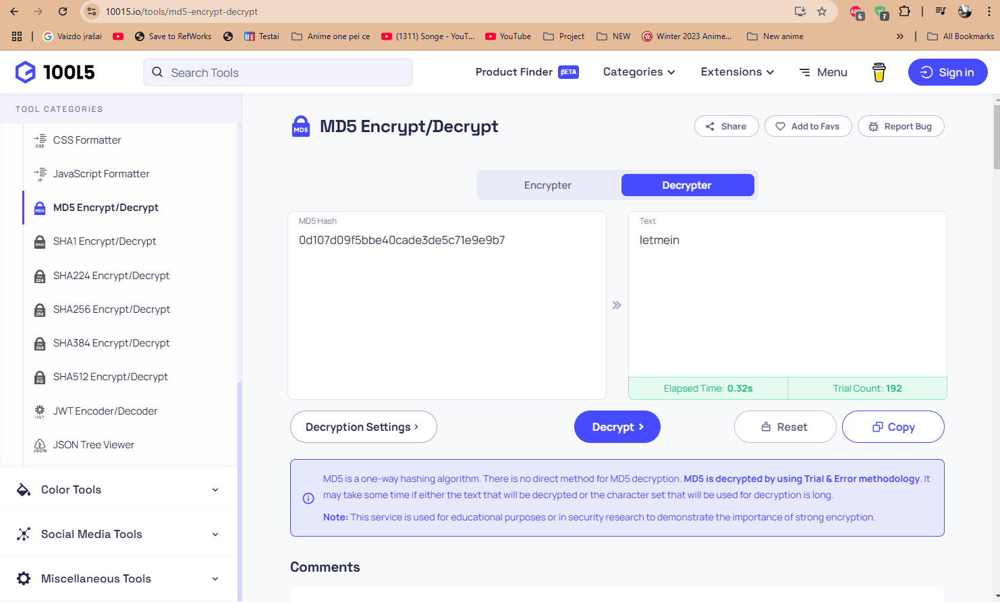 10015.io/tools/md5-encrypt-decrypt
6
7
Vaizdo įrašai
Save to RefWorks
Testai
Anime one pei ce
(1311) Songe - YouT...
YouTube
Project
NEW
Winter 2023 Anime...
New anime
All Bookmarks
10015
Search Tools
Product Finder BETA
Categories
Extensions
Menu
Sign in
TOOL CATEGORIES
CSS Formatter
JavaScript Formatter
MD5 Encrypt/Decrypt
SHA1 Encrypt/Decrypt
SHA224 Encrypt/Decrypt
SHA256 Encrypt/Decrypt
SHA384 Encrypt/Decrypt
SHA512 Encrypt/Decrypt
JWT Encoder/Decoder
JSON Tree Viewer
Color Tools
Social Media Tools
Miscellaneous Tools
MD5 MD5 Encrypt/Decrypt
Share
Add to Favs
Report Bug
Encrypter
Decrypter
MD5 Hash
0d107d09f5bbe40cade3de5c71e9e9b7
Text
letmein
Elapsed Time: 0.32s
Trial Count: 192
Decryption Settings ›
Decrypt ›
Reset
Copy
MD5 is a one-way hashing algorithm. There is no direct method for MD5 decryption. MD5 is decrypted by using Trial & Error methodology. It
may take some time if either the text that will be decrypted or the character set that will be used for decryption is long.
Note: This service is used for educational purposes or in security research to demonstrate the importance of strong encryption.
Comments